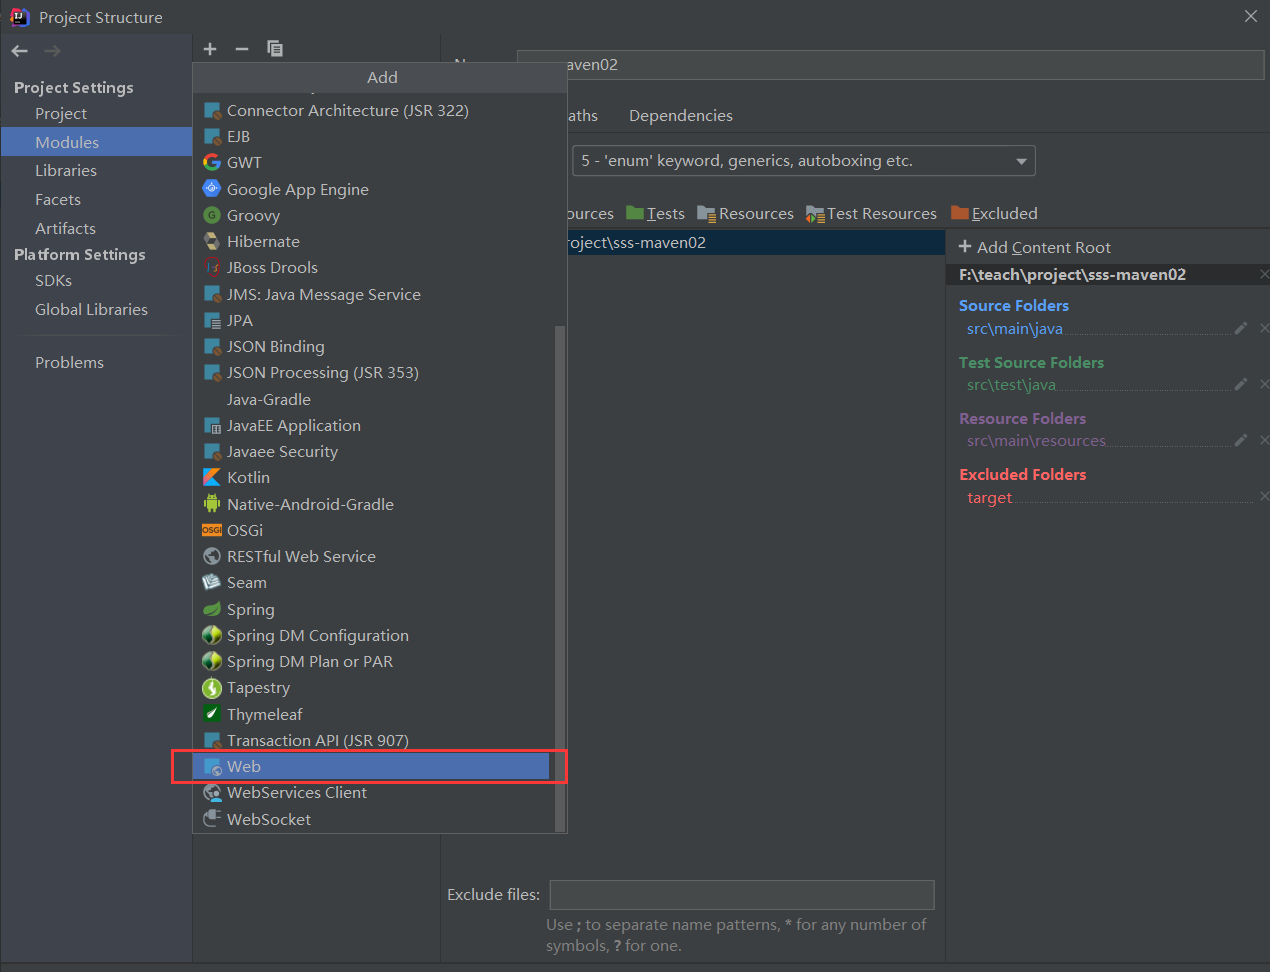 Project Structure
Project Settings
Project
Modules
Libraries
Facets
Artifacts
Platform Settings
SDKs
Global Libraries
Problems
Add
Connector Architecture (JSR 322)
EJB
GWT
Google App Engine
Groovy
Hibernate
JBoss Drools
JMS: Java Message Service
JPA
JSON Binding
JSON Processing (JSR 353)
Java-Gradle
JavaEE Application
Javaee Security
Kotlin
Native-Android-Gradle
OSGi
RESTful Web Service
Seam
Spring
Spring DM Configuration
Spring DM Plan or PAR
Tapestry
Thymeleaf
Transaction API (JSR 907)
Web
WebServices Client
WebSocket
aven02
aths Dependencies
5 - 'enum' keyword, generics, autoboxing etc.
ources Tests Resources Test Resources Excluded
roject\sss-maven02
Exclude files:
Use ; to separate name patterns, * for any number of
symbols, ? for one.
+ Add Content Root
F:\teach\project\sss-maven02
Source Folders
src\main\java
Test Source Folders
src\test\java
Resource Folders
src\main\resources
Excluded Folders
target